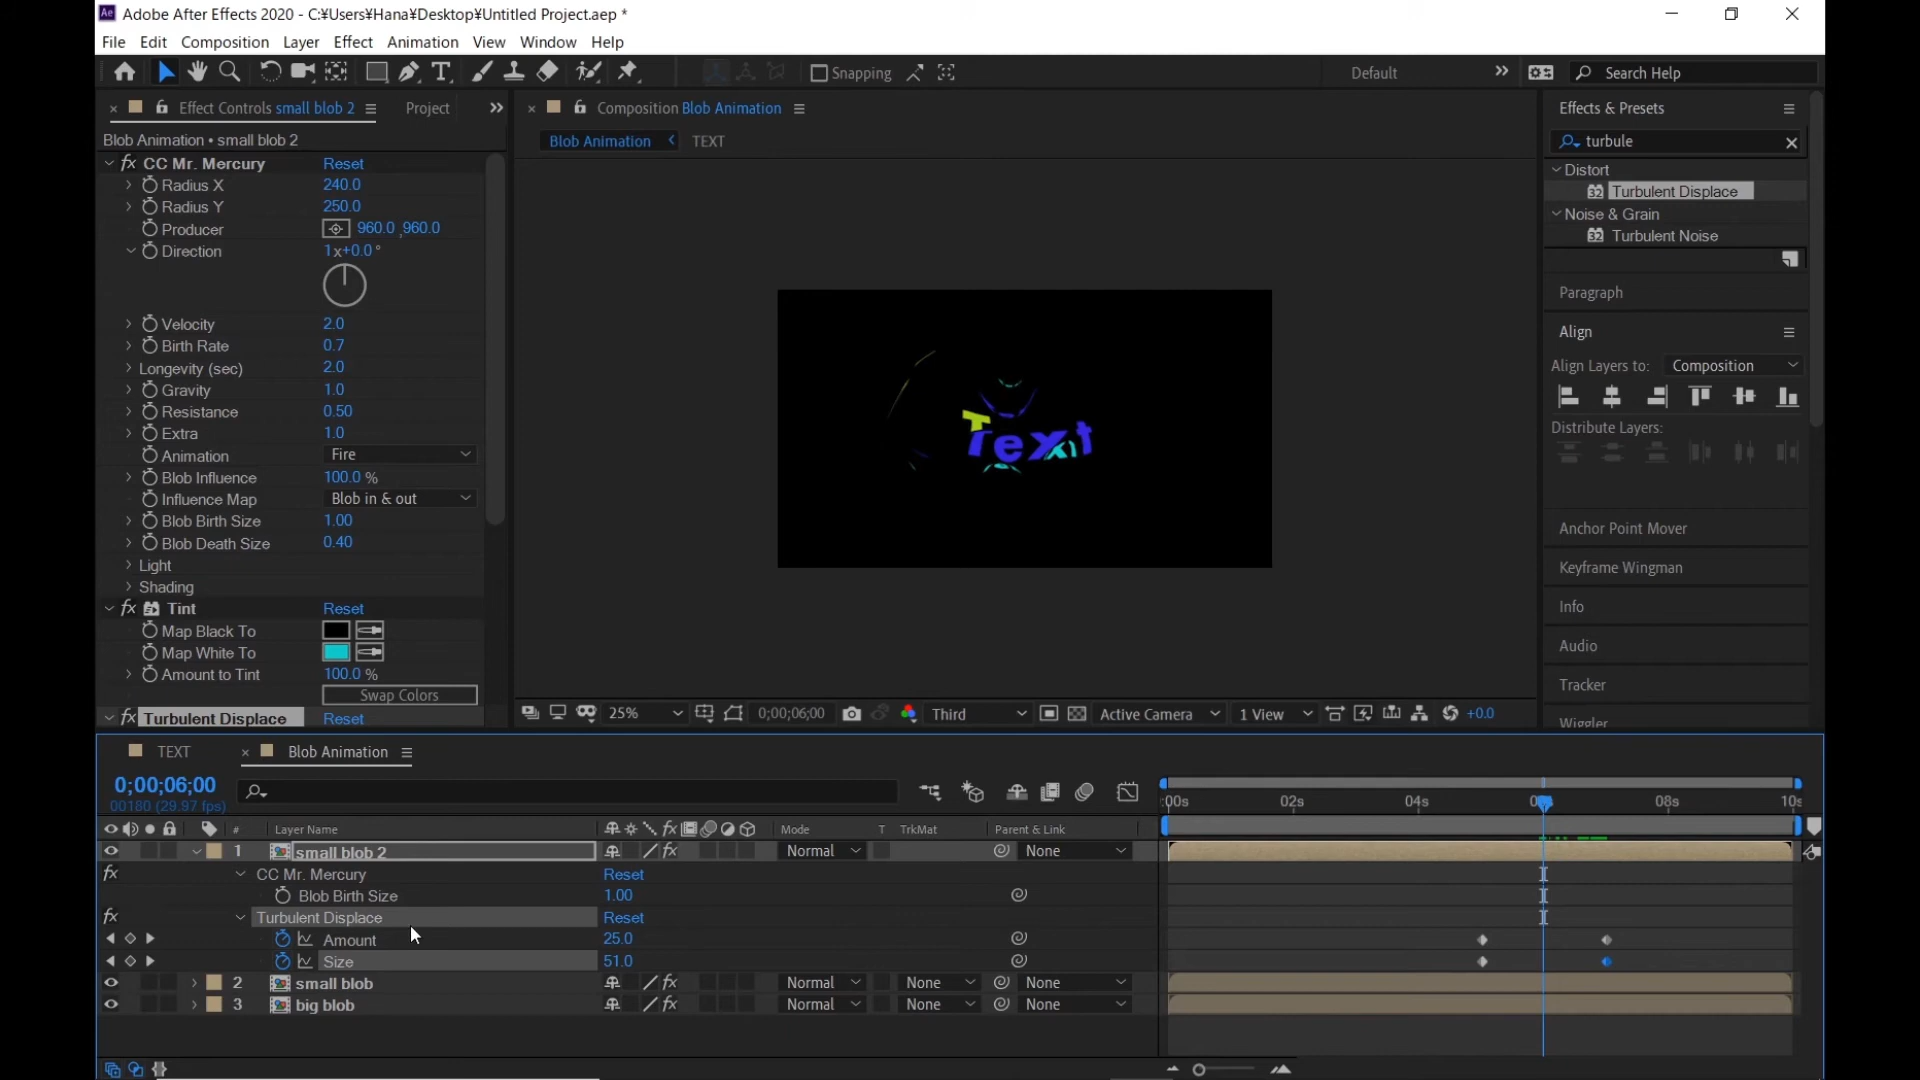 Adobe After Effects 2020 - C:¥Users¥Hana¥Desktop¥Untitled Project.aep *
File Edit Composition Layer Effect Animation View Window Help
Snapping Default Search Help
Effect Controls small blob 2 Project
Composition Blob Animation
Effects & Presets
Blob Animation • small blob 2
Blob Animation TEXT
turbule
CC Mr. Mercury Reset
Radius X 240.0
Radius Y 250.0
Producer 960.0 ,960.0
Direction 1x+0.0 °
Velocity 2.0
Birth Rate 0.7
Longevity (sec) 2.0
Gravity 1.0
Resistance 0.50
Extra 1.0
Animation Fire
Blob Influence 100.0 %
Influence Map Blob in & out
Blob Birth Size 1.00
Blob Death Size 0.40
Light
Shading
Tint Reset
Map Black To
Map White To
Amount to Tint 100.0 %
Swap Colors
Turbulent Displace Reset
Text
25% 0;00;06;00 Third Active Camera 1 View +0.0
Distort
32 Turbulent Displace
Noise & Grain
32 Turbulent Noise
Paragraph
Align
Align Layers to: Composition
Distribute Layers:
Anchor Point Mover
Keyframe Wingman
Info
Audio
Tracker
Wiggler
TEXT Blob Animation
0;00;06;00
00180 (29.97 fps)
:00s 02s 04s 08s 10s
# Layer Name Mode T TrkMat Parent & Link
1 small blob 2 Normal None
CC Mr. Mercury Reset
Blob Birth Size 1.00
Turbulent Displace Reset
Amount 25.0
Size 51.0
2 small blob Normal None None
3 big blob Normal None None